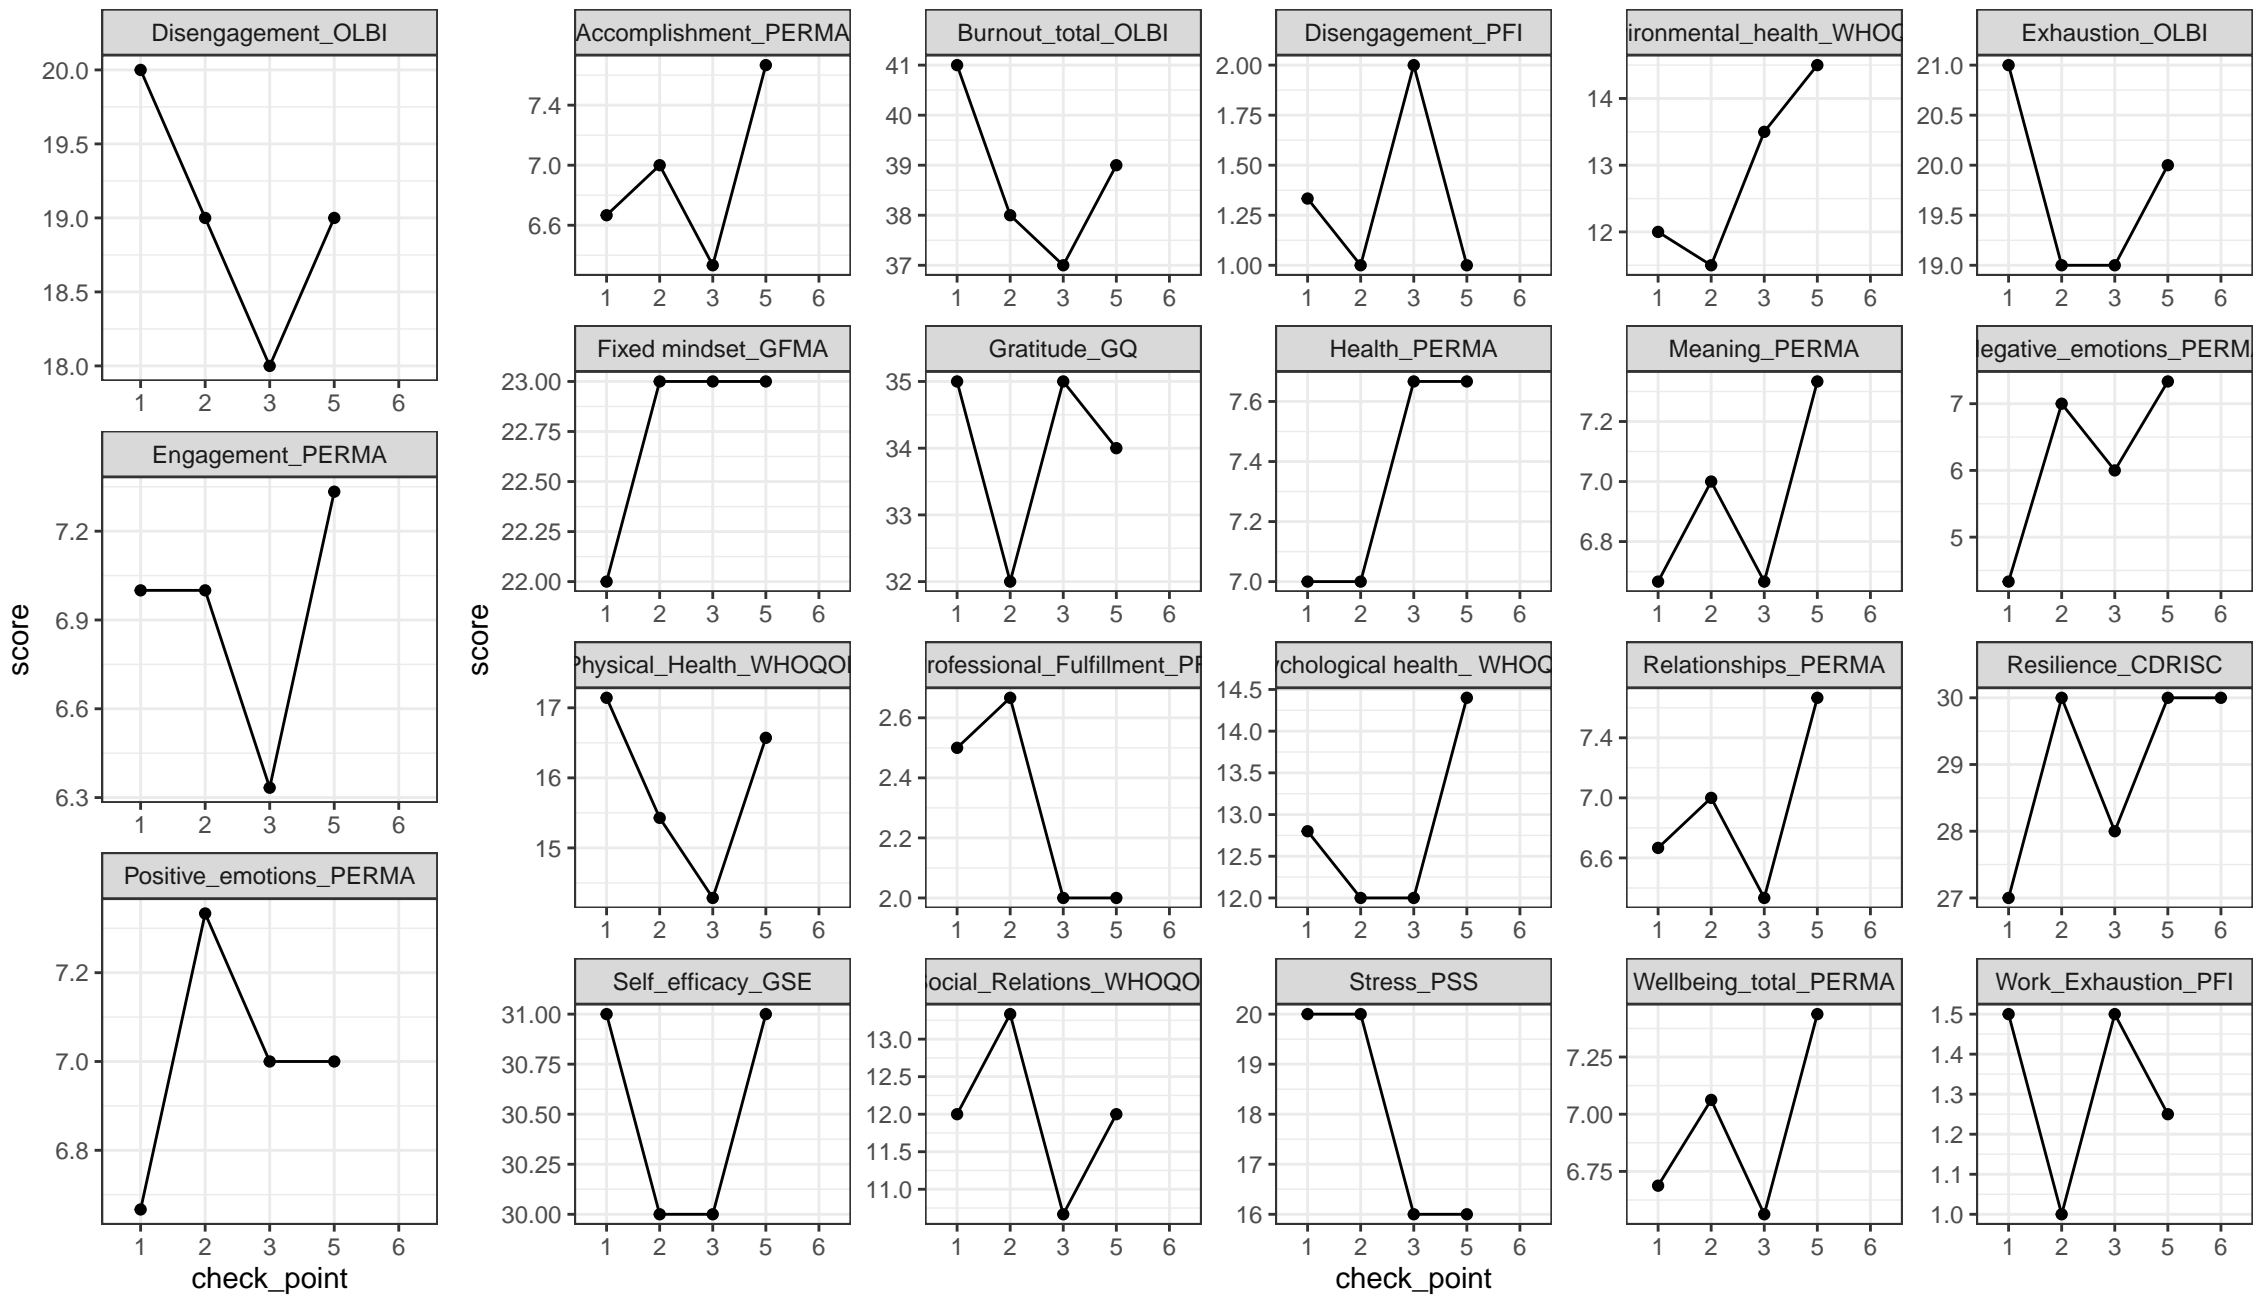 Disengagement_OLBI
20.0
19.5
19.0
18.5
18.0
1 2 3 5 6
Engagement_PERMA
7.2
6.9
6.6
6.3
1 2 3 5 6
Positive_emotions_PERMA
7.2
7.0
6.8
1 2 3 5 6
score
check_point
score
Accomplishment_PERMA
7.4
7.0
6.6
1 2 3 5 6
Burnout_total_OLBI
41
40
39
38
37
1 2 3 5 6
Disengagement_PFI
2.00
1.75
1.50
1.25
1.00
1 2 3 5 6
ironmental_health_WHOQ
14
13
12
1 2 3 5 6
Exhaustion_OLBI
21.0
20.5
20.0
19.5
19.0
1 2 3 5 6
Fixed mindset_GFMA
23.00
22.75
22.50
22.25
22.00
1 2 3 5 6
Gratitude_GQ
35
34
33
32
1 2 3 5 6
Health_PERMA
7.6
7.4
7.2
7.0
1 2 3 5 6
Meaning_PERMA
7.2
7.0
6.8
1 2 3 5 6
legative_emotions_PERMA
7
6
5
1 2 3 5 6
Physical_Health_WHOQOL
17
16
15
1 2 3 5 6
rofessional_Fulfillment_PF
2.6
2.4
2.2
2.0
1 2 3 5 6
ychological health_ WHOQ
14.5
14.0
13.5
13.0
12.5
12.0
1 2 3 5 6
Relationships_PERMA
7.4
7.0
6.6
1 2 3 5 6
Resilience_CDRISC
30
29
28
27
1 2 3 5 6
Self_efficacy_GSE
31.00
30.75
30.50
30.25
30.00
1 2 3 5 6
ocial_Relations_WHOQO
13.0
12.5
12.0
11.5
11.0
1 2 3 5 6
Stress_PSS
20
19
18
17
16
1 2 3 5 6
Wellbeing_total_PERMA
7.25
7.00
6.75
1 2 3 5 6
Work_Exhaustion_PFI
1.5
1.4
1.3
1.2
1.1
1.0
1 2 3 5 6
check_point